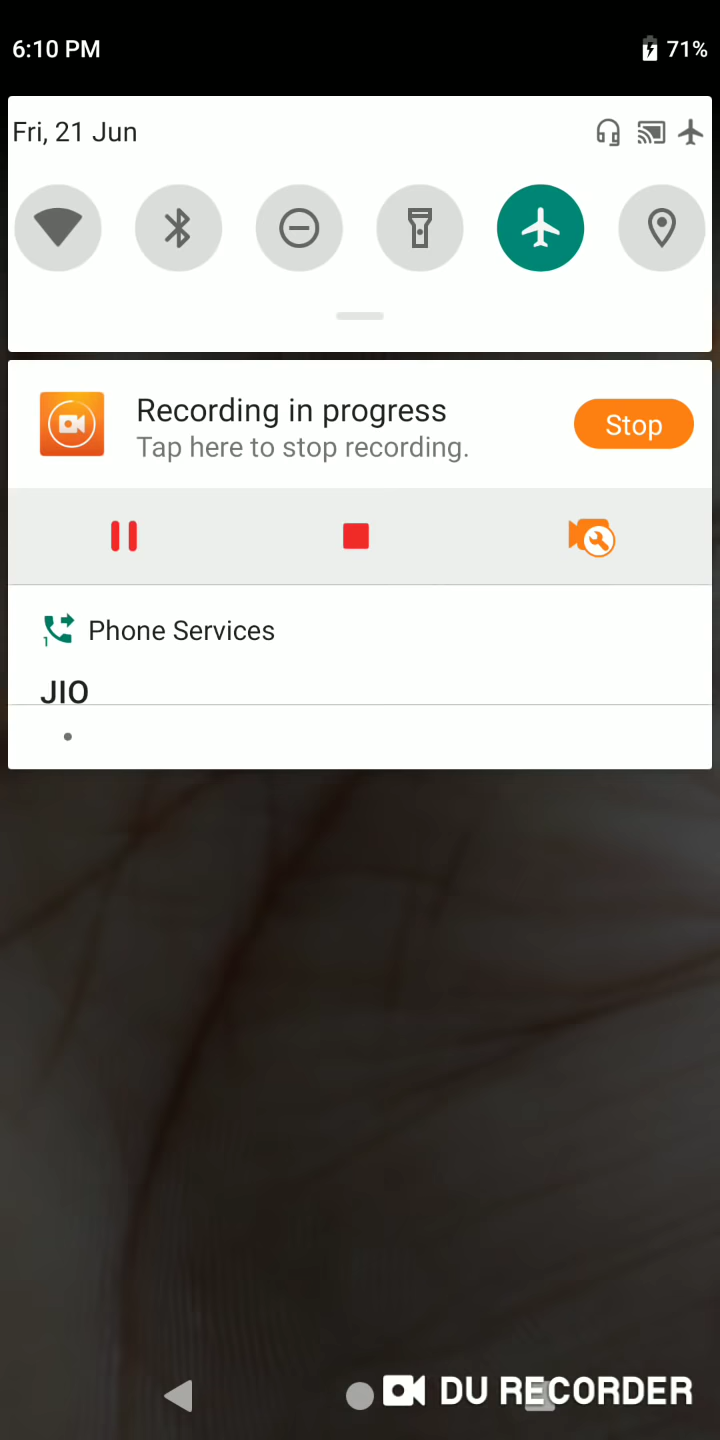 6:10 PM
71%
Fri, 21 Jun
Recording in progress
Tap here to stop recording.
Stop
1
Phone Services
JIO
DU RECORDER